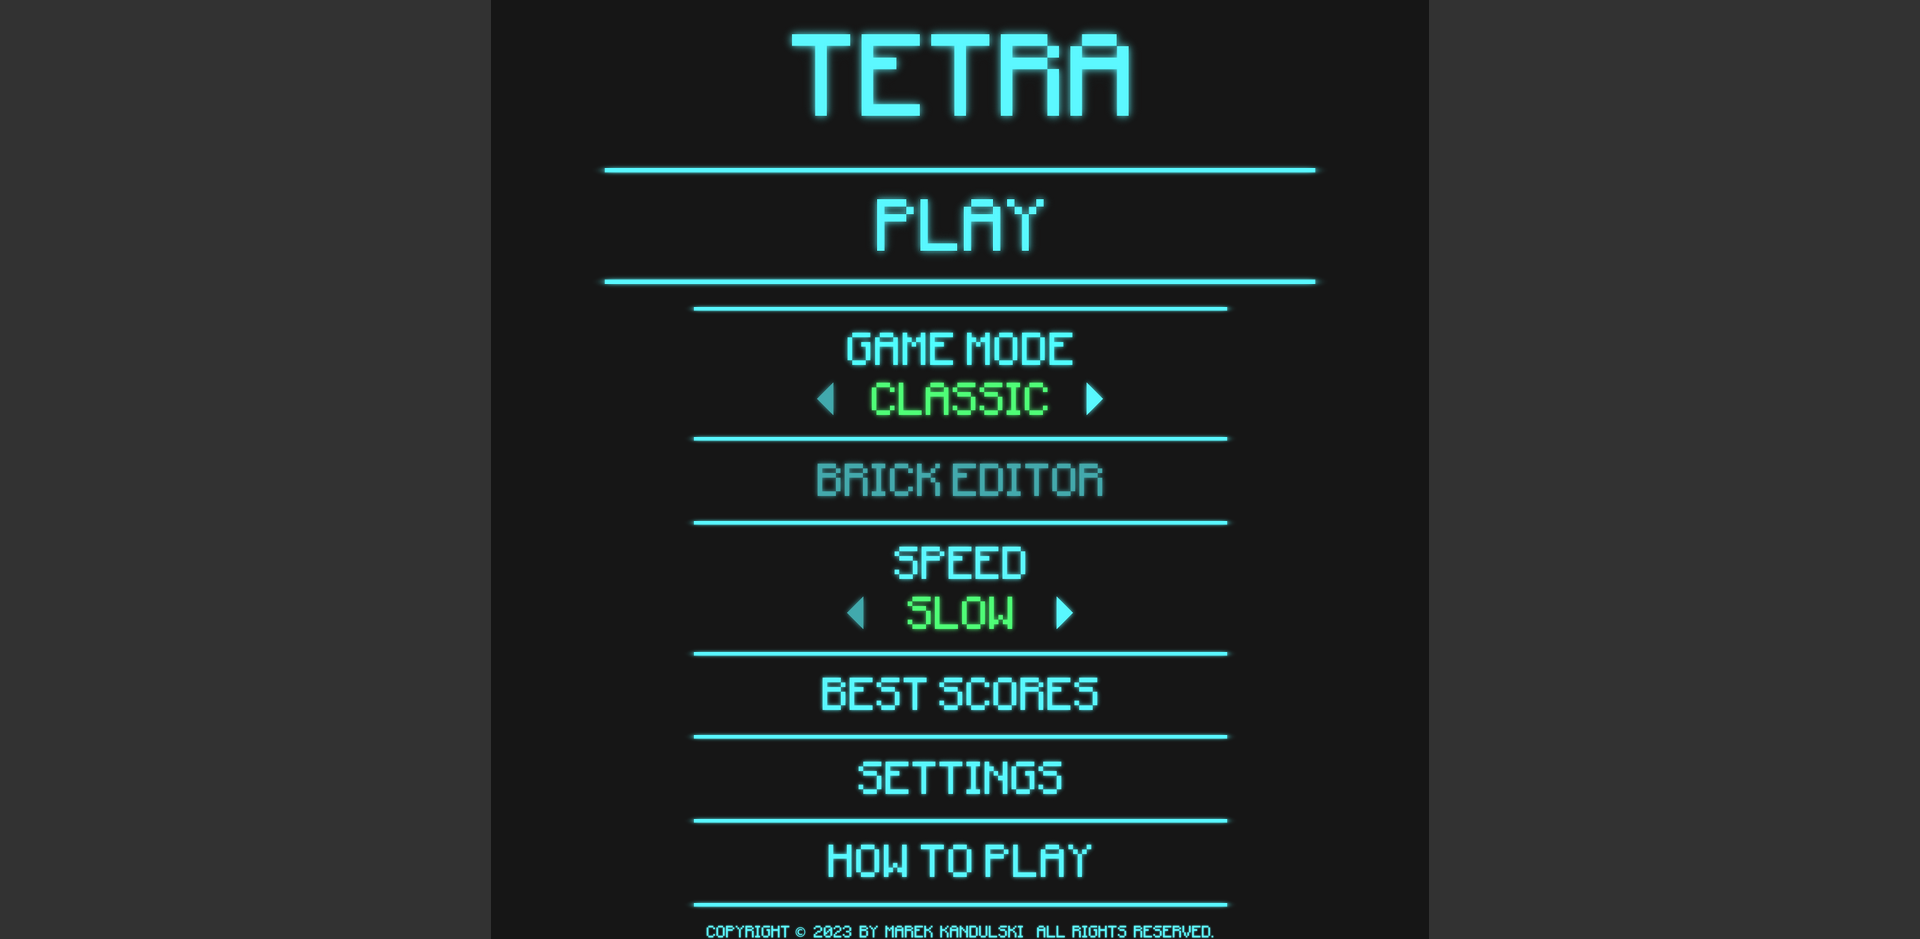 TETRA
PLAY
GAME MODE
CLASSIC
BRICK EDITOR
SPEED
SLOW
BEST SCORES
SETTINGS
HOW TO PLAY
COPYRIGHT © 2023 BY MAREK KANDULSKI ALL RIGHTS RESERVED.